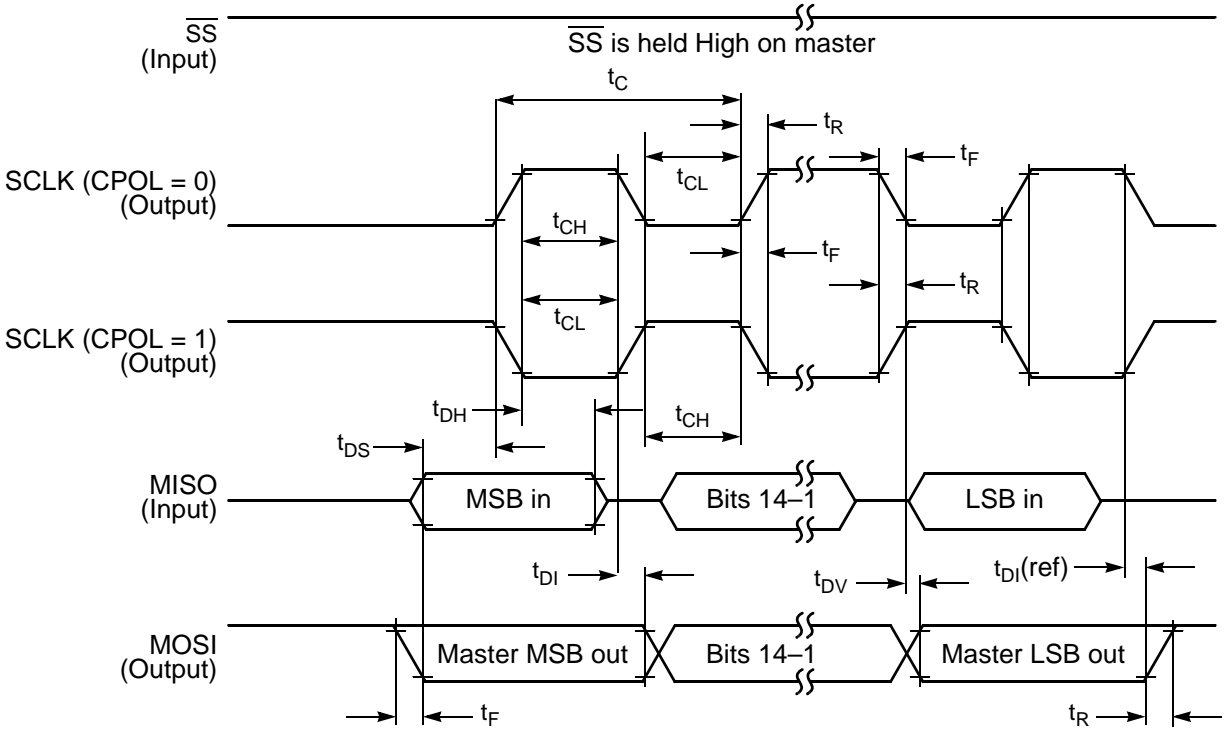 SS
(Input)
SS is held High on master
tC
tR
tF
SCLK (CPOL = 0)
(Output)
tCL
tCH
tF
tR
tCL
SCLK (CPOL = 1)
(Output)
tDH
tCH
tDS
MISO
(Input)
MSB in
Bits 14–1
LSB in
tDI
tDV
tDI(ref)
MOSI
(Output)
Master MSB out
Bits 14–1
Master LSB out
tF
tR